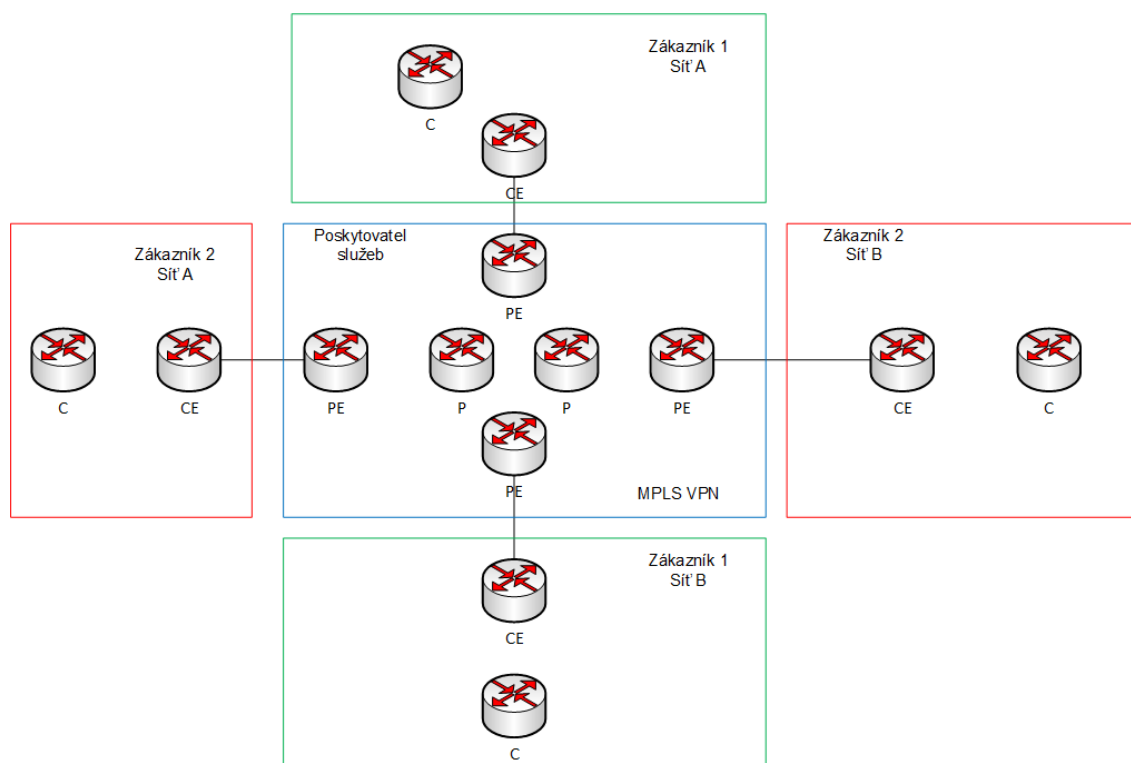 Zákazník 1
Síť A
C
CE
Zákazník 2
Síť A
Poskytovatel
služeb
Zákazník 2
Síť B
PE
C
CE
PE
P
P
PE
CE
C
PE
MPLS VPN
Zákazník 1
Síť B
CE
C